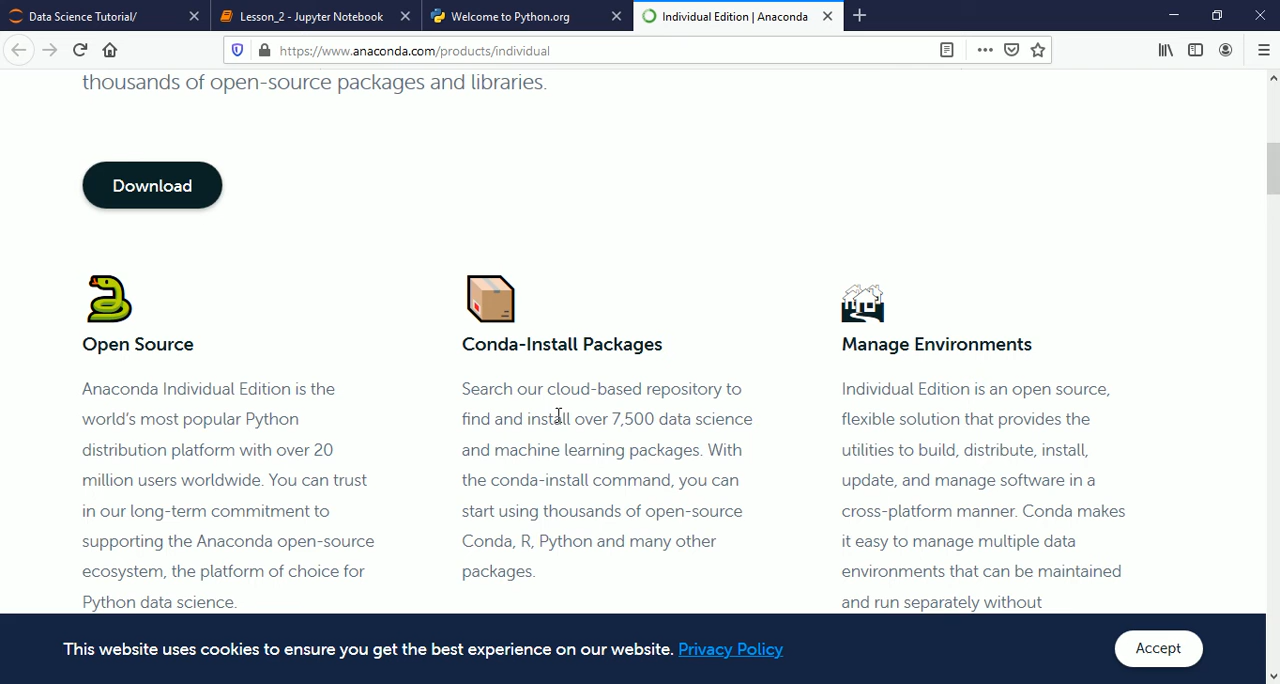 Data Science Tutorial/
Lesson_2 - Jupyter Notebook
Welcome to Python.org
Individual Edition | Anaconda
https://www.anaconda.com/products/individual
thousands of open-source packages and libraries.
Download
Open Source
Anaconda Individual Edition is the
world's most popular Python
distribution platform with over 20
million users worldwide. You can trust
in our long-term commitment to
supporting the Anaconda open-source
ecosystem, the platform of choice for
Python data science.
Conda-Install Packages
Search our cloud-based repository to
find and install over 7,500 data science
and machine learning packages. With
the conda-install command, you can
start using thousands of open-source
Conda, R, Python and many other
packages.
Manage Environments
Individual Edition is an open source,
flexible solution that provides the
utilities to build, distribute, install,
update, and manage software in a
cross-platform manner. Conda makes
it easy to manage multiple data
environments that can be maintained
and run separately without
This website uses cookies to ensure you get the best experience on our website. Privacy Policy
Accept